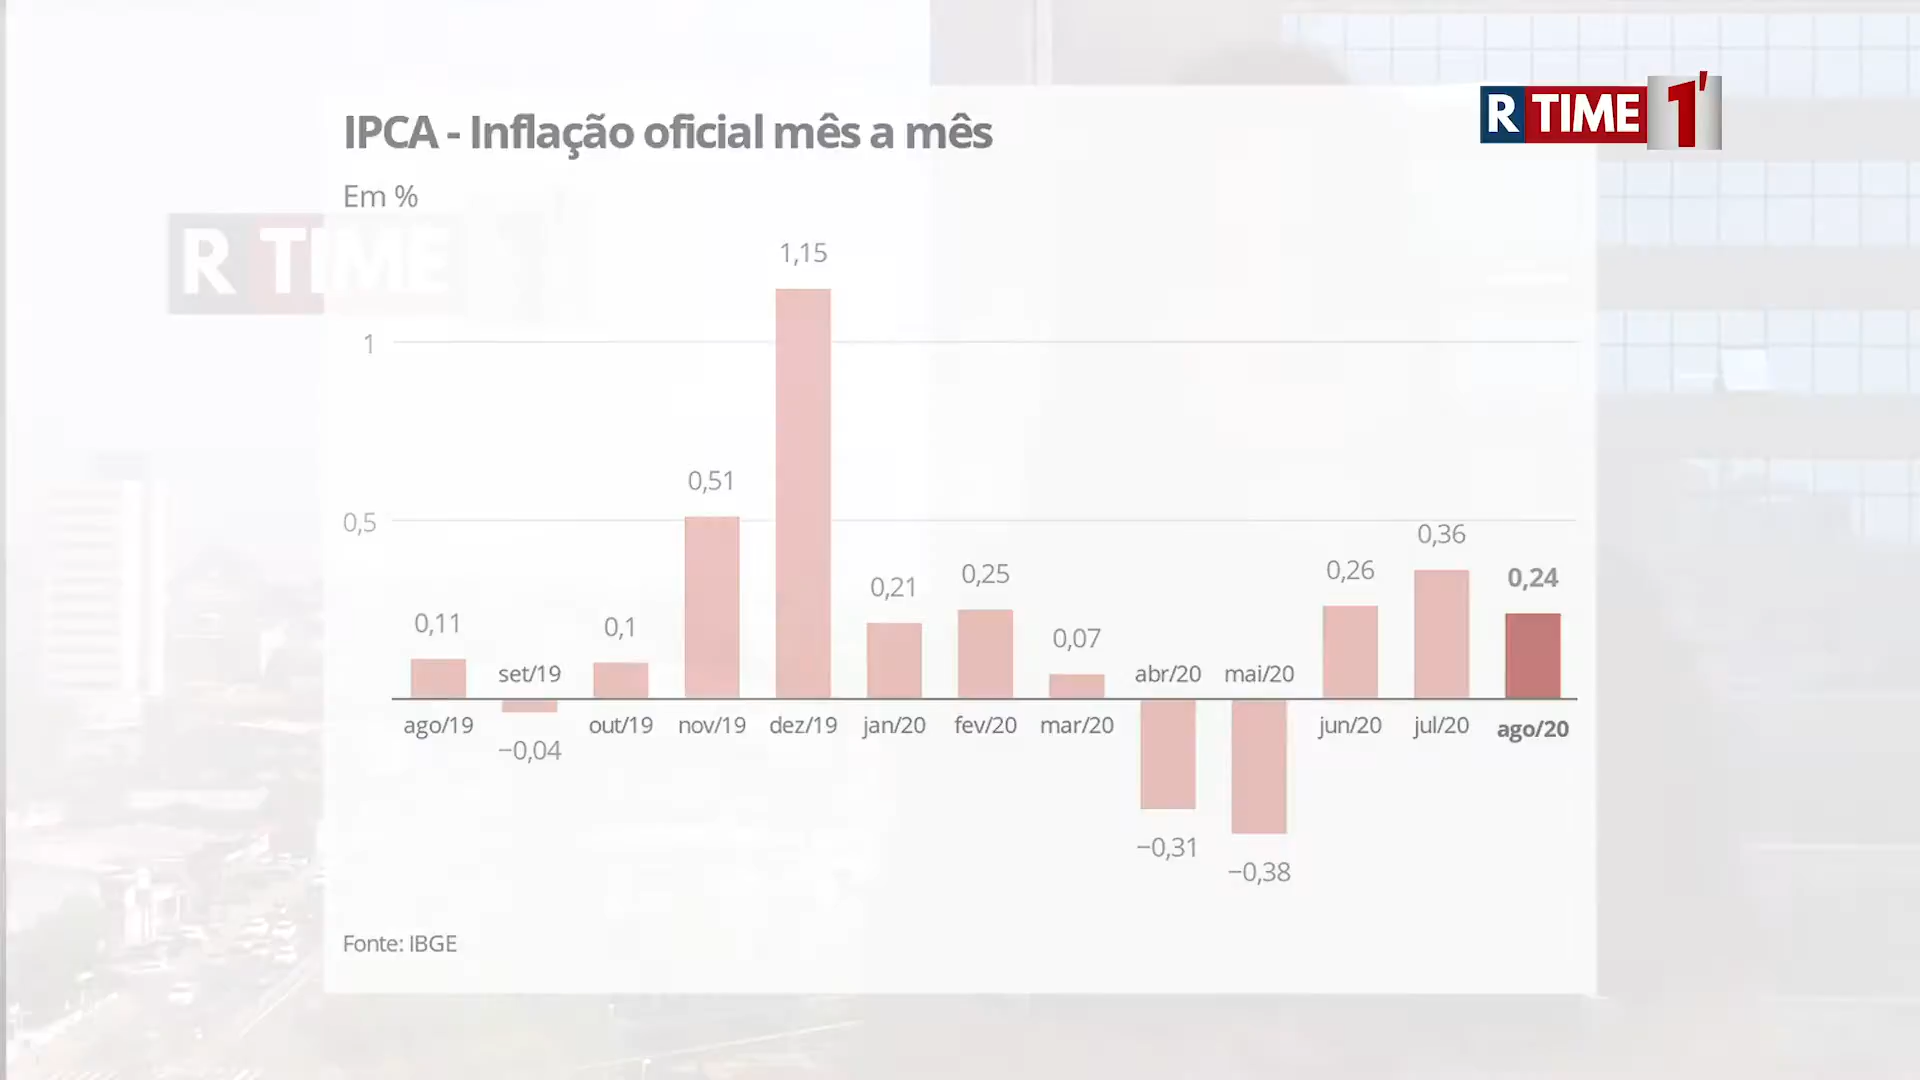 R TIME 1'
IPCA - Inflação oficial mês a mês
Em %
R TIME
1,15
1
0,51
0,5
0,36
0,26
0,24
0,25
0,21
0,11
0,1
0,07
set/19
abr/20
mai/20
ago/19
out/19
nov/19
dez/19
jan/20
fev/20
mar/20
jun/20
jul/20
ago/20
−0,04
−0,31
−0,38
Fonte: IBGE